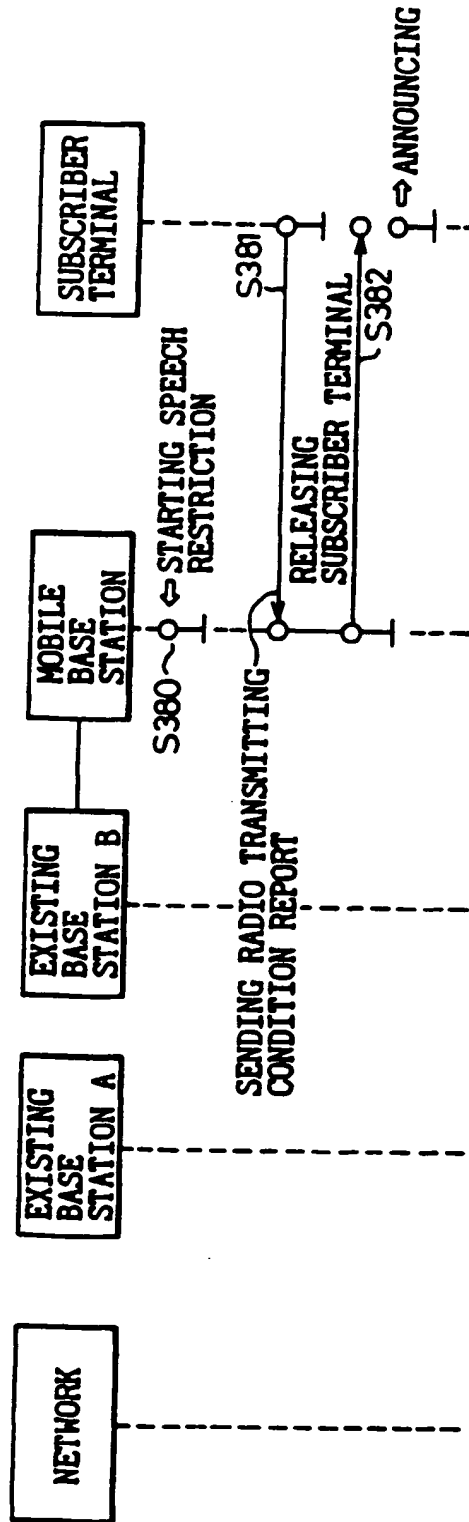 NETWORK
EXISTING
BASE
STATION A
EXISTING
BASE
STATION B
MOBILE
BASE
STATION
SUBSCRIBER
TERMINAL
S380
⇦ STARTING SPEECH
RESTRICTION
SENDING RADIO TRANSMITTING
CONDITION REPORT
S381
RELEASING
SUBSCRIBER TERMINAL
S382
⇨ ANNOUNCING